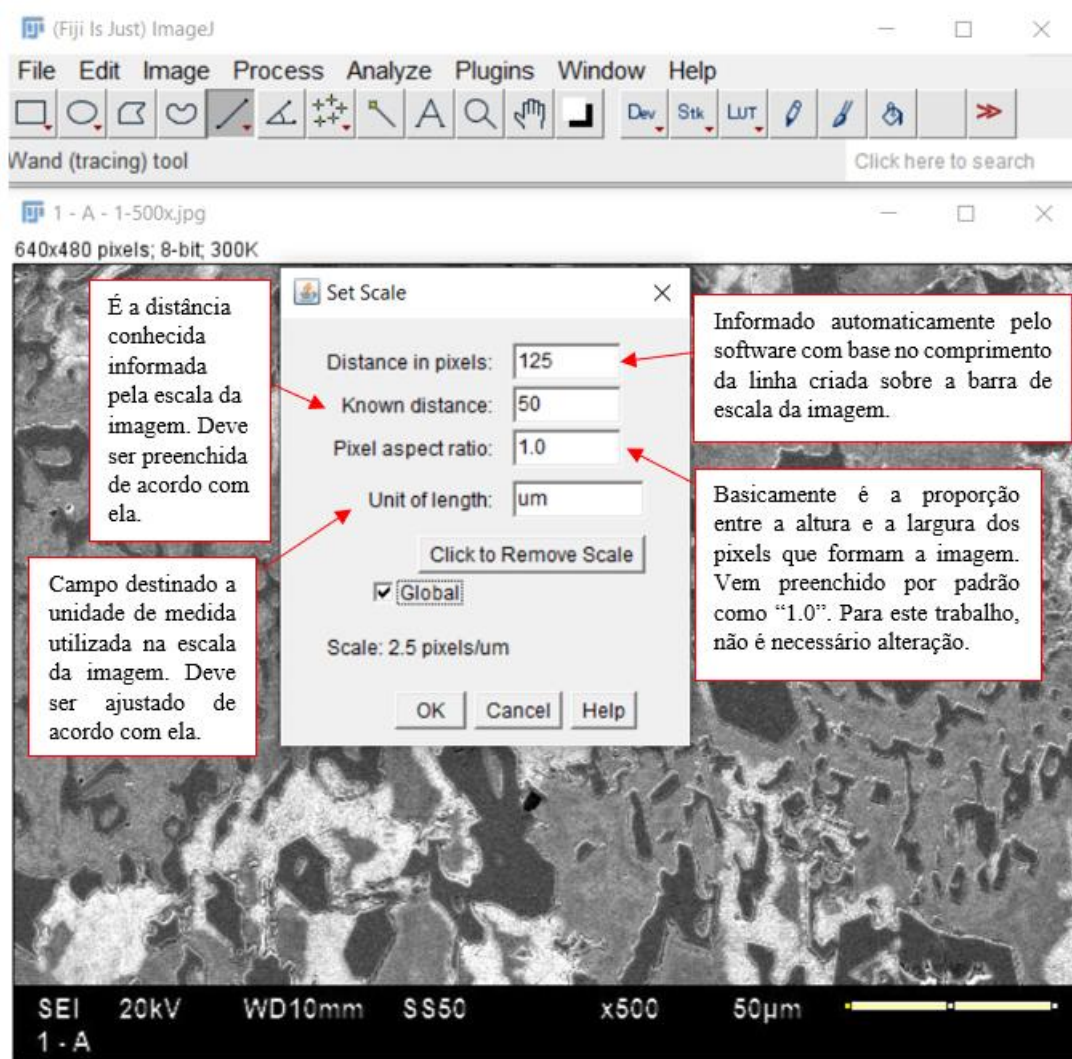 (Fiji Is Just) ImageJ
File Edit Image Process Analyze Plugins Window Help
Dev Stk LUT
Wand (tracing) tool
Click here to search
1 - A - 1-500x.jpg
640x480 pixels; 8-bit; 300K
É a distância
conhecida
informada
pela escala da
imagem. Deve
ser preenchida
de acordo com
ela.
Campo destinado a
unidade de medida
utilizada na escala
da imagem. Deve
ser ajustado de
acordo com ela.
Set Scale
Distance in pixels: 125
Known distance: 50
Pixel aspect ratio: 1.0
Unit of length: um
Click to Remove Scale
Global
Scale: 2.5 pixels/um
OK Cancel Help
Informado automaticamente pelo
software com base no comprimento
da linha criada sobre a barra de
escala da imagem.
Basicamente é a proporção
entre a altura e a largura dos
pixels que formam a imagem.
Vem preenchido por padrão
como “1.0”. Para este trabalho,
não é necessário alteração.
SEI 20kV WD10mm SS50 x500 50µm
1 - A